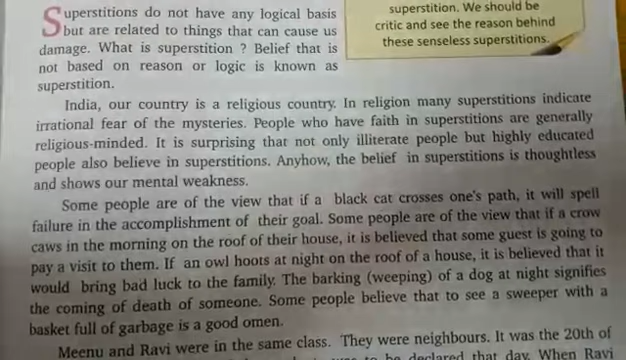 Superstitions do not have any logical basis
but are related to things that can cause us
damage. What is superstition ? Belief that is
not based on reason or logic is known as
superstition.
superstition. We should be
critic and see the reason behind
these senseless superstitions.
India, our country is a religious country. In religion many superstitions indicate
irrational fear of the mysteries. People who have faith in superstitions are generally
religious-minded. It is surprising that not only illiterate people but highly educated
people also believe in superstitions. Anyhow, the belief in superstitions is thoughtless
and shows our mental weakness.
Some people are of the view that if a black cat crosses one's path, it will spell
failure in the accomplishment of their goal. Some people are of the view that if a crow
caws in the morning on the roof of their house, it is believed that some guest is going to
pay a visit to them. If an owl hoots at night on the roof of a house, it is believed that it
would bring bad luck to the family. The barking (weeping) of a dog at night signifies
the coming of death of someone. Some people believe that to see a sweeper with a
basket full of garbage is a good omen.
Meenu and Ravi were in the same class. They were neighbours. It was the 20th of
to be declared that day. When Ravi